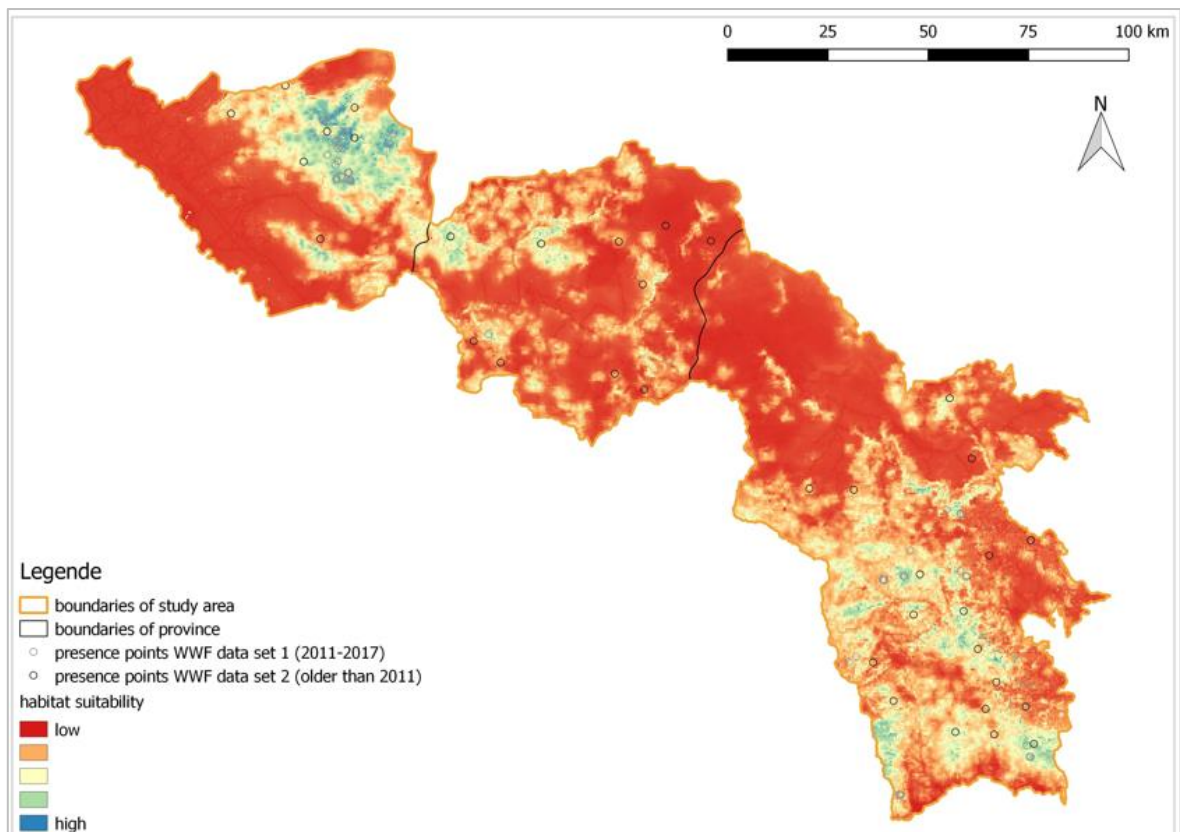 0 25 50 75 100 km
N
Legende
boundaries of study area
boundaries of province
presence points WWF data set 1 (2011-2017)
presence points WWF data set 2 (older than 2011)
habitat suitability
low
high